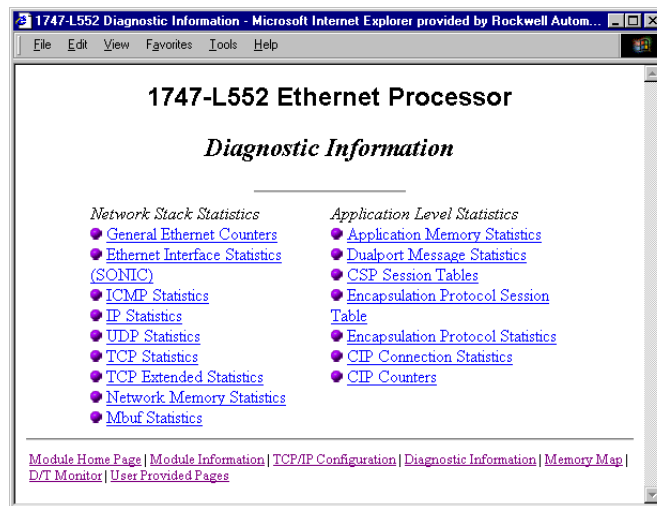 1747-L552 Diagnostic Information - Microsoft Internet Explorer provided by Rockwell Autom...
File Edit View Favorites Tools Help
1747-L552 Ethernet Processor
Diagnostic Information
Network Stack Statistics
General Ethernet Counters
Ethernet Interface Statistics
(SONIC)
ICMP Statistics
IP Statistics
UDP Statistics
TCP Statistics
TCP Extended Statistics
Network Memory Statistics
Mbuf Statistics
Application Level Statistics
Application Memory Statistics
Dualport Message Statistics
CSP Session Tables
Encapsulation Protocol Session
Table
Encapsulation Protocol Statistics
CIP Connection Statistics
CIP Counters
Module Home Page | Module Information | TCP/IP Configuration | Diagnostic Information | Memory Map |
D/T Monitor | User Provided Pages